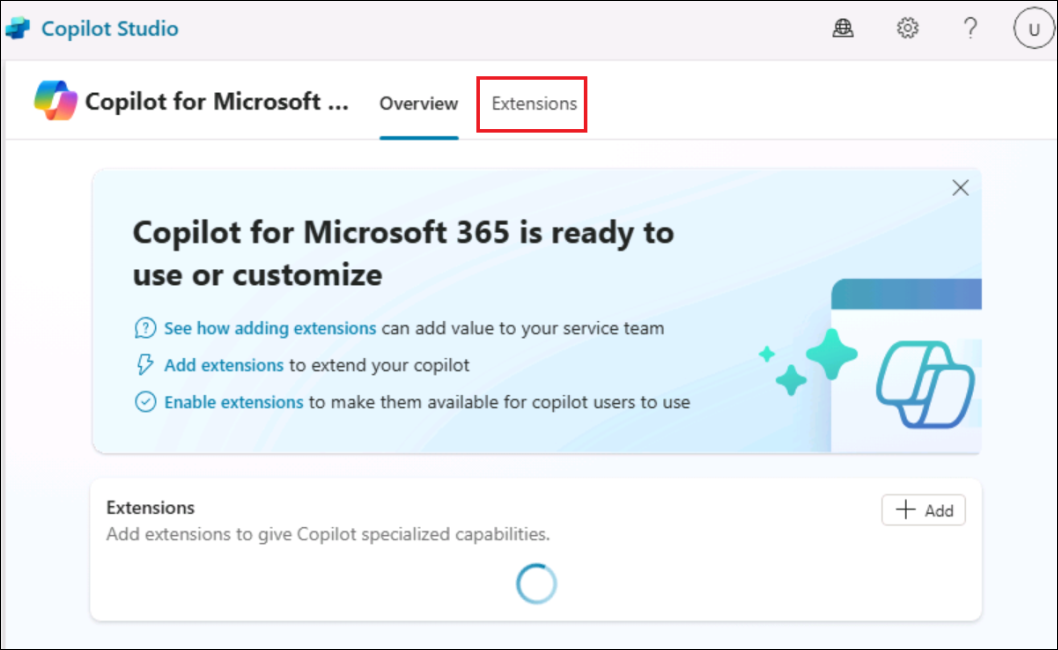 Copilot Studio
?
U
Copilot for Microsoft ...
Overview
Extensions
Copilot for Microsoft 365 is ready to
use or customize
See how adding extensions can add value to your service team
Add extensions to extend your copilot
Enable extensions to make them available for copilot users to use
Extensions
+ Add
Add extensions to give Copilot specialized capabilities.